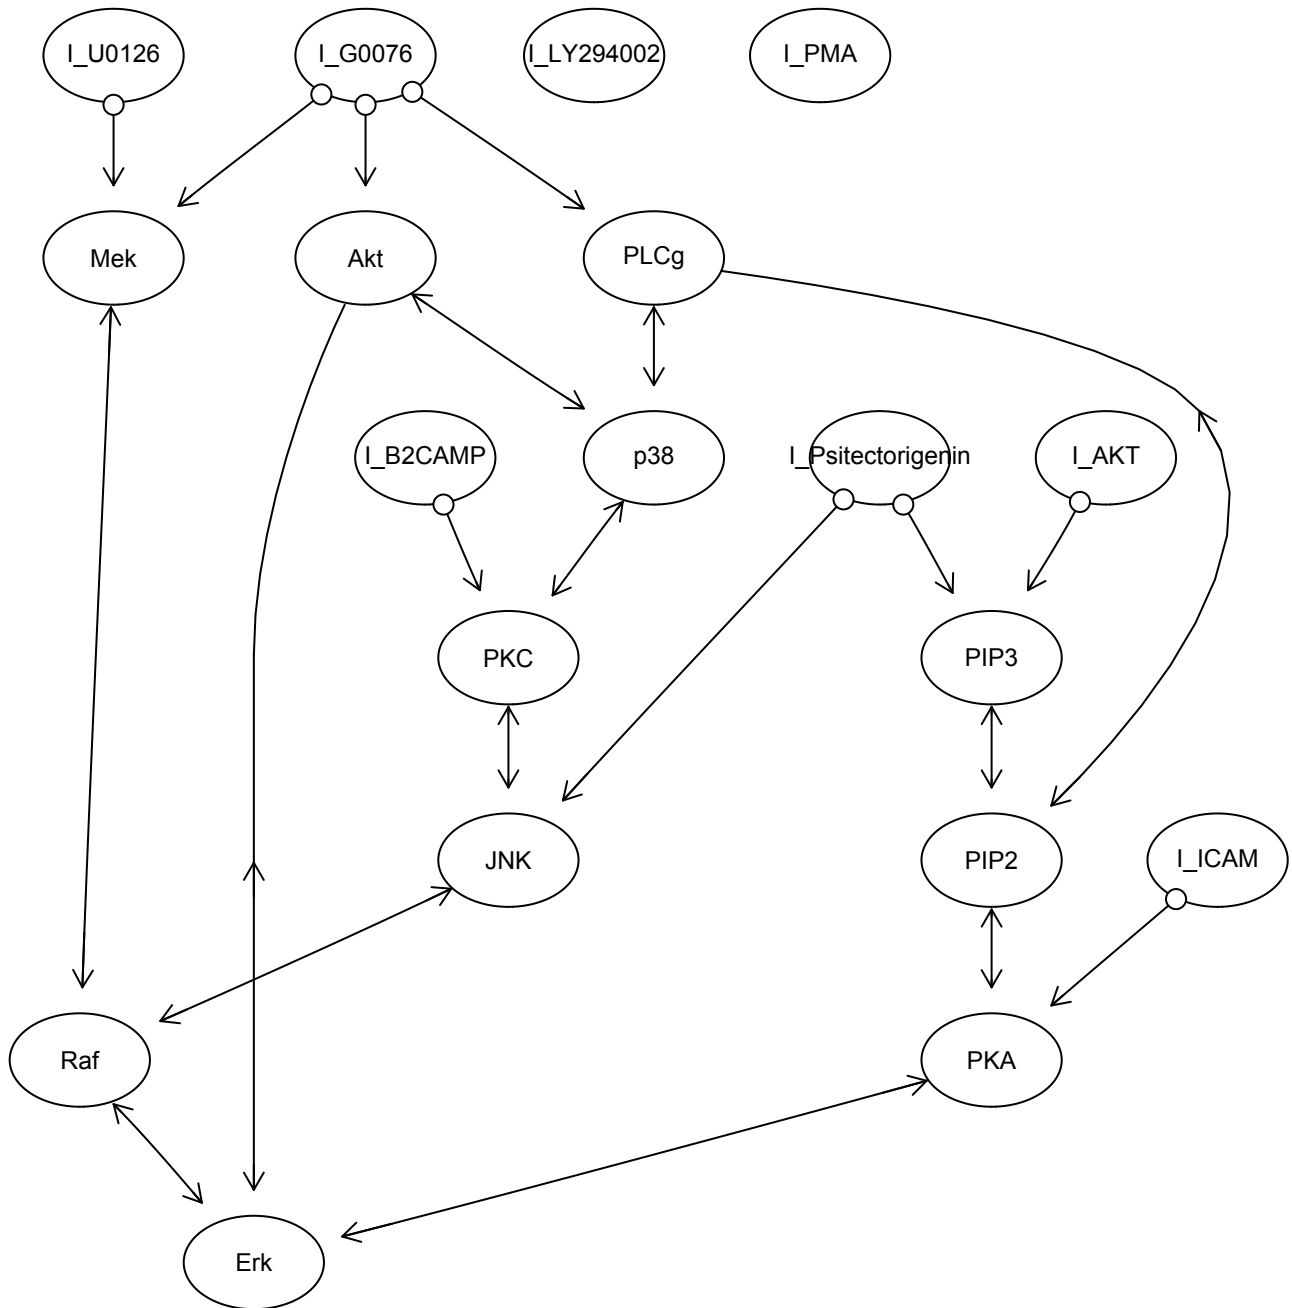 I_U0126
I_G0076
I_LY294002
I_PMA
Mek
Akt
PLCg
I_B2CAMP
p38
I_Psitectorigenin
I_AKT
PKC
PIP3
JNK
PIP2
I_ICAM
Raf
PKA
Erk